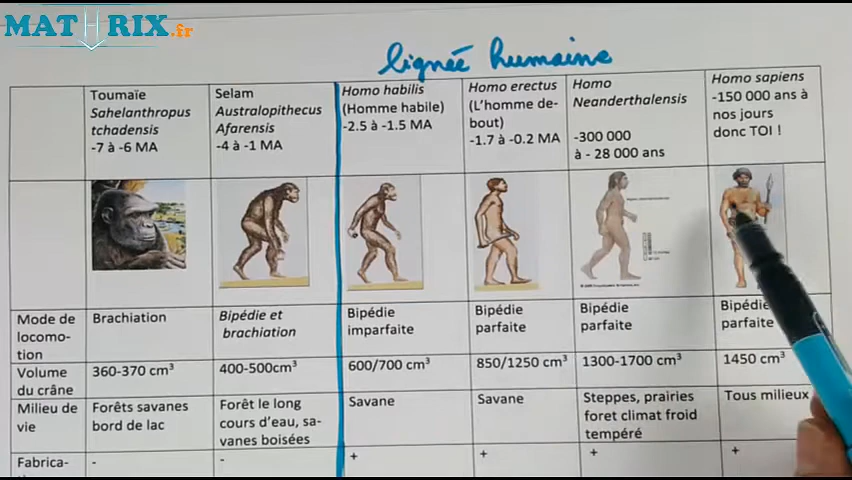 MATHRIX.fr
lignée humaine
Toumaïe
Sahelanthropus
tchadensis
-7 à -6 MA
Selam
Australopithecus
Afarensis
-4 à -1 MA
Homo habilis
(Homme habile)
-2.5 à -1.5 MA
Homo erectus
(L'homme de-
bout)
-1.7 à -0.2 MA
Homo
Neanderthalensis
-300 000
à - 28 000 ans
Homo sapiens
-150 000 ans à
nos jours
donc TOI !
Mode de
locomo-
tion
Brachiation
Bipédie et
brachiation
Bipédie
imparfaite
Bipédie
parfaite
Bipédie
parfaite
Bipédie
parfaite
Volume
du crâne
360-370 cm³
400-500cm³
600/700 cm³
850/1250 cm³
1300-1700 cm³
1450 cm³
Milieu de
vie
Forêts savanes
bord de lac
Forêt le long
cours d'eau, sa-
vanes boisées
Savane
Savane
Steppes, prairies
foret climat froid
tempéré
Tous milieux
Fabrica-
-
-
+
+
+
+